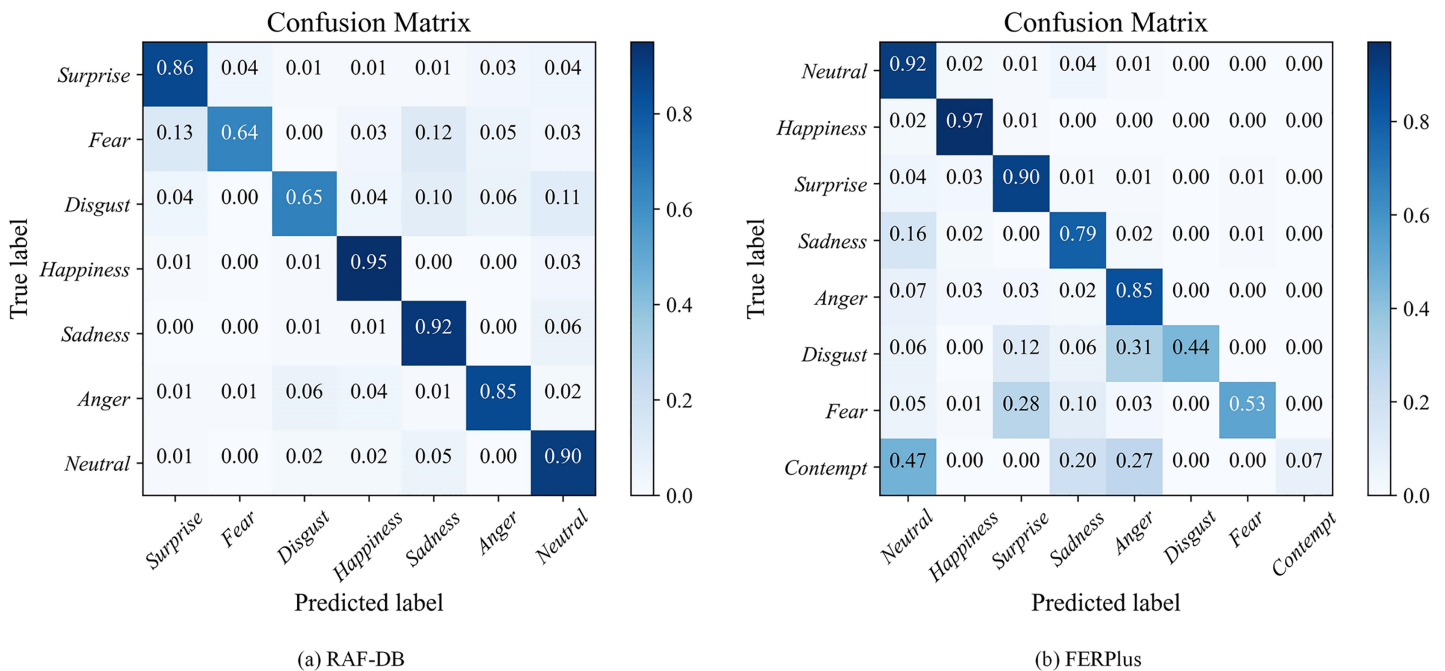 Confusion Matrix
Surprise 0.86 0.04 0.01 0.01 0.01 0.03 0.04
Fear 0.13 0.64 0.00 0.03 0.12 0.05 0.03
Disgust 0.04 0.00 0.65 0.04 0.10 0.06 0.11
Happiness 0.01 0.00 0.01 0.95 0.00 0.00 0.03
Sadness 0.00 0.00 0.01 0.01 0.92 0.00 0.06
Anger 0.01 0.01 0.06 0.04 0.01 0.85 0.02
Neutral 0.01 0.00 0.02 0.02 0.05 0.00 0.90
True label
Surprise Fear Disgust Happiness Sadness Anger Neutral
Predicted label
0.8
0.6
0.4
0.2
0.0
(a) RAF-DB
Confusion Matrix
Neutral 0.92 0.02 0.01 0.04 0.01 0.00 0.00 0.00
Happiness 0.02 0.97 0.01 0.00 0.00 0.00 0.00 0.00
Surprise 0.04 0.03 0.90 0.01 0.01 0.00 0.01 0.00
Sadness 0.16 0.02 0.00 0.79 0.02 0.00 0.01 0.00
Anger 0.07 0.03 0.03 0.02 0.85 0.00 0.00 0.00
Disgust 0.06 0.00 0.12 0.06 0.31 0.44 0.00 0.00
Fear 0.05 0.01 0.28 0.10 0.03 0.00 0.53 0.00
Contempt 0.47 0.00 0.00 0.20 0.27 0.00 0.00 0.07
True label
Neutral Happiness Surprise Sadness Anger Disgust Fear Contempt
Predicted label
0.8
0.6
0.4
0.2
0.0
(b) FERPlus